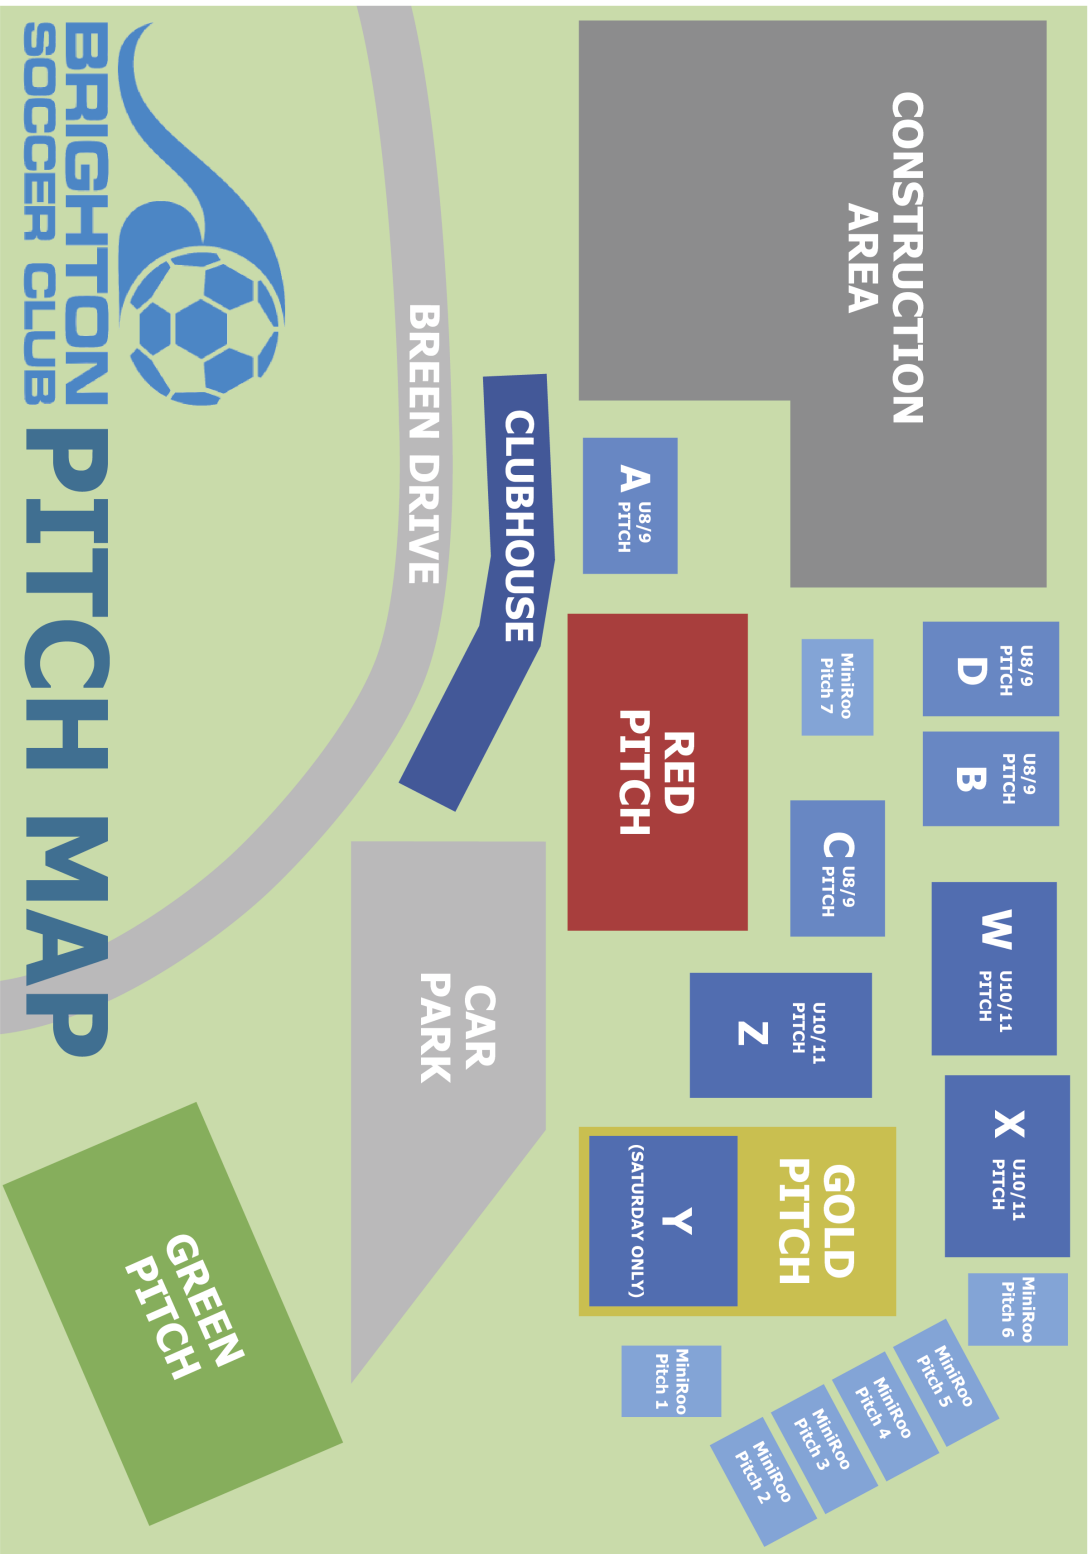 CONSTRUCTION
AREA
U8/9
PITCH
D
U8/9
PITCH
B
W
U10/11
PITCH
X
U10/11
PITCH
MiniRoo
Pitch 6
MiniRoo
Pitch 7
C
U8/9
PITCH
U10/11
PITCH
Z
GOLD
PITCH
Y
(SATURDAY ONLY)
MiniRoo
Pitch 5
MiniRoo
Pitch 4
MiniRoo
Pitch 3
MiniRoo
Pitch 2
MiniRoo
Pitch 1
A
U8/9
PITCH
RED
PITCH
CLUBHOUSE
BREEN DRIVE
CAR
PARK
GREEN
PITCH
BRIGHTON
SOCCER CLUB
PITCH MAP